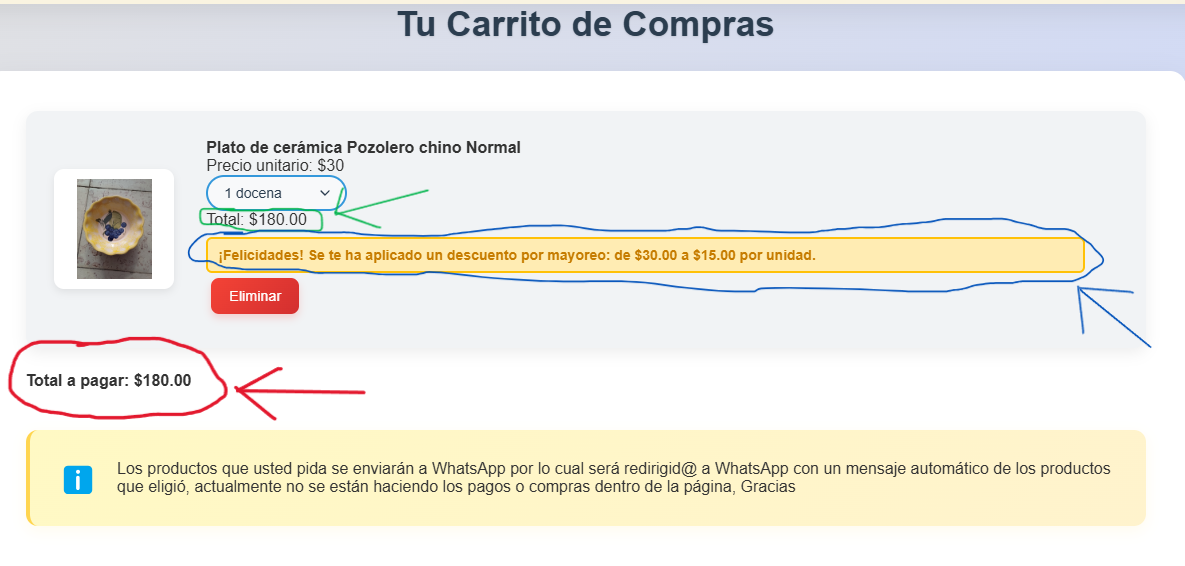 Tu Carrito de Compras
Plato de cerámica Pozolero chino Normal
Precio unitario: $30
1 docena
Total: $180.00
¡Felicidades! Se te ha aplicado un descuento por mayoreo: de $30.00 a $15.00 por unidad.
Eliminar
Total a pagar: $180.00
Los productos que usted pida se enviarán a WhatsApp por lo cual será redirigid@ a WhatsApp con un mensaje automático de los productos
que eligió, actualmente no se están haciendo los pagos o compras dentro de la página, Gracias